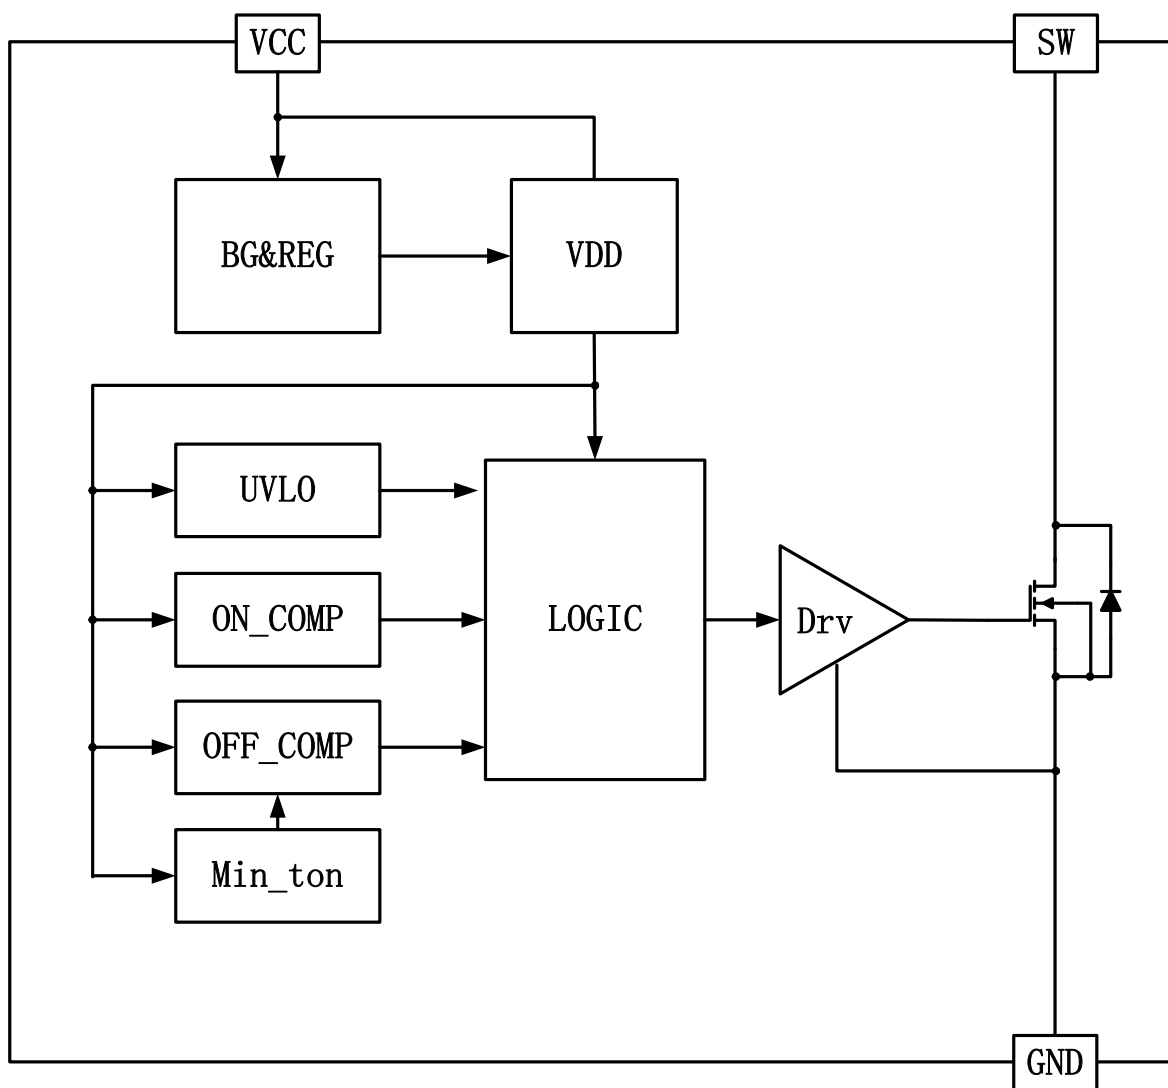 VCC
SW
BG&REG
VDD
UVLO
ON_COMP
LOGIC
Drv
OFF_COMP
Min_ton
GND